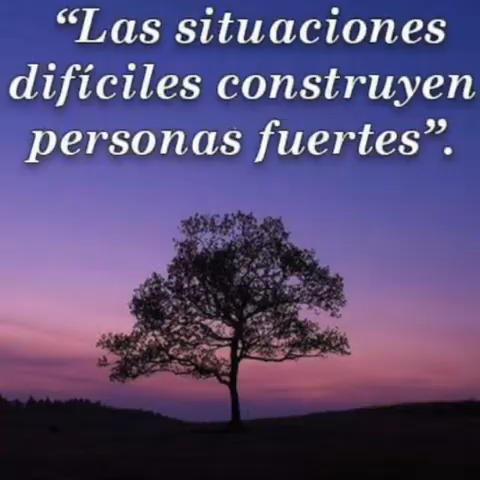 “Las situaciones
difíciles construyen
personas fuertes”.